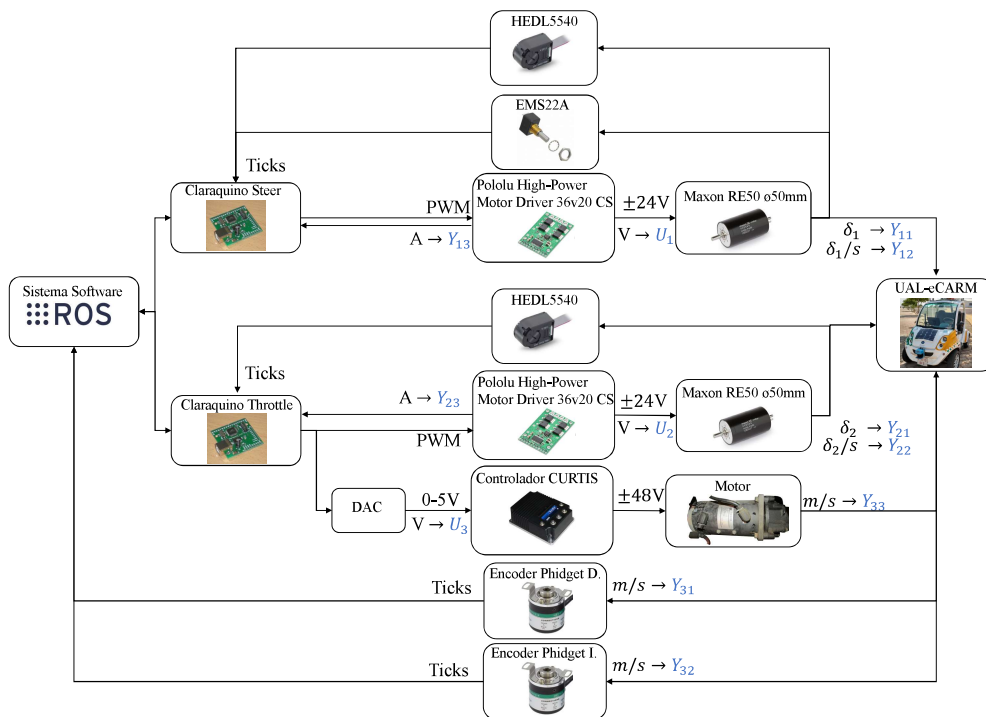 HEDL5540
EMS22A
Ticks
Claraquino Steer
PWM
A → Y13
Pololu High-Power
Motor Driver 36v20 CS
±24V
V → U1
Maxon RE50 ø50mm
δ1 → Y11
δ1/s → Y12
Sistema Software
ROS
UAL-eCARM
HEDL5540
Ticks
Claraquino Throttle
A → Y23
PWM
Pololu High-Power
Motor Driver 36v20 CS
±24V
V → U2
Maxon RE50 ø50mm
δ2 → Y21
δ2/s → Y22
DAC
0-5V
V → U3
Controlador CURTIS
±48V
Motor
m/s → Y33
Ticks
Encoder Phidget D.
m/s → Y31
Ticks
Encoder Phidget I.
m/s → Y32